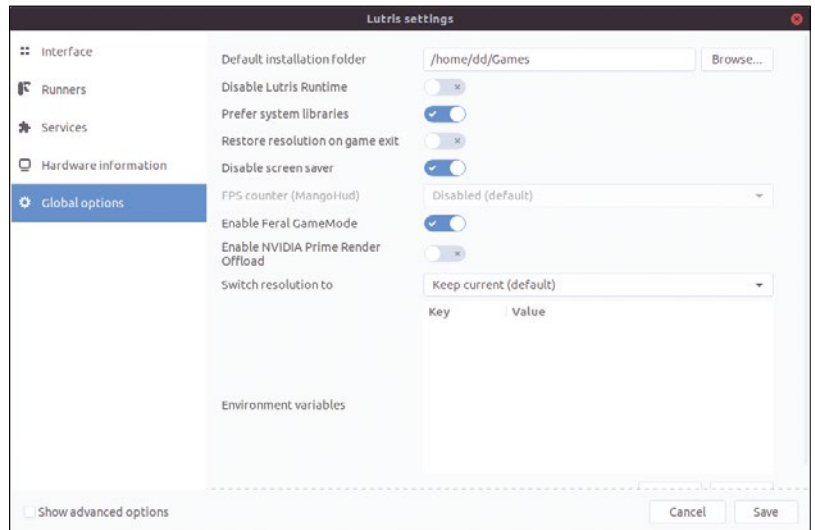 Lutris settings
Interface
Runners
Services
Hardware information
Global options
Default installation folder
/home/dd/Games
Browse...
Disable Lutris Runtime
Prefer system libraries
Restore resolution on game exit
Disable screen saver
FPS counter (MangoHud)
Disabled (default)
Enable Feral GameMode
Enable NVIDIA Prime Render
Offload
Switch resolution to
Keep current (default)
Key Value
Environment variables
Show advanced options
Cancel Save